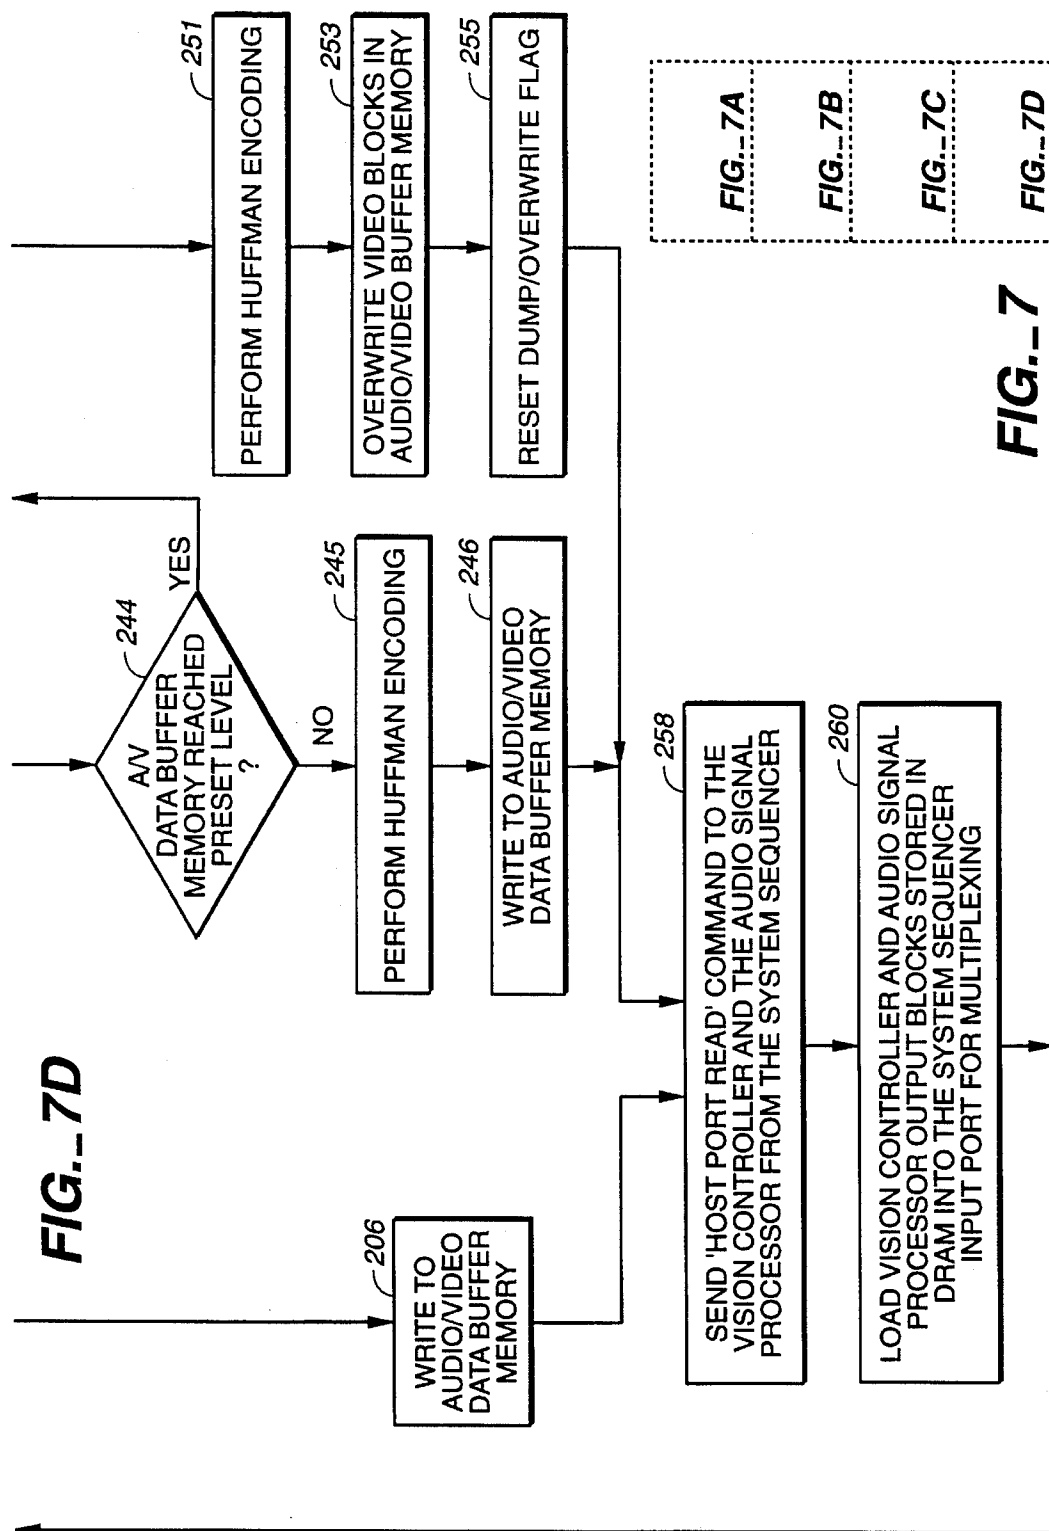 FIG._7D
206
WRITE TO
AUDIO/VIDEO
DATA BUFFER
MEMORY
244
A/V
DATA BUFFER
MEMORY REACHED
PRESET LEVEL
?
YES
NO
245
PERFORM HUFFMAN ENCODING
246
WRITE TO AUDIO/VIDEO
DATA BUFFER MEMORY
251
PERFORM HUFFMAN ENCODING
253
OVERWRITE VIDEO BLOCKS IN
AUDIO/VIDEO BUFFER MEMORY
255
RESET DUMP/OVERWRITE FLAG
258
SEND 'HOST PORT READ' COMMAND TO THE
VISION CONTROLLER AND THE AUDIO SIGNAL
PROCESSOR FROM THE SYSTEM SEQUENCER
260
LOAD VISION CONTROLLER AND AUDIO SIGNAL
PROCESSOR OUTPUT BLOCKS STORED IN
DRAM INTO THE SYSTEM SEQUENCER
INPUT PORT FOR MULTIPLEXING
FIG._7A
FIG._7B
FIG._7C
FIG._7D
FIG._7